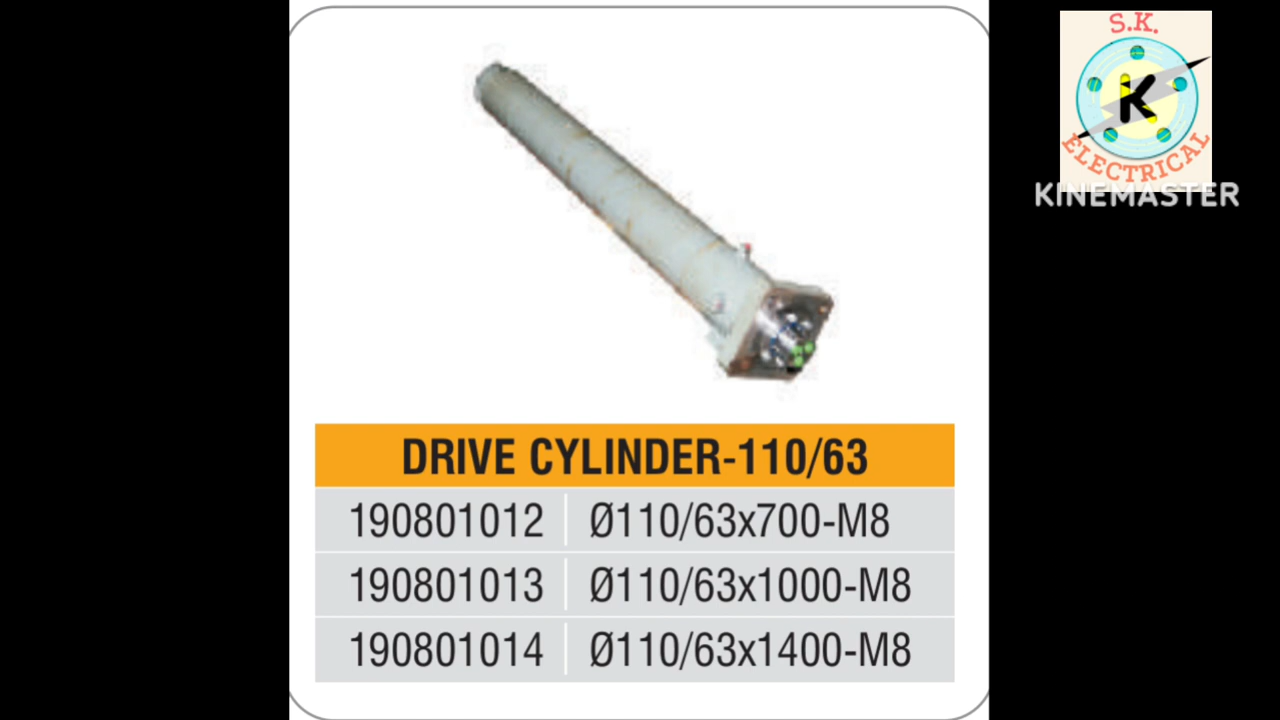 S.K.
K
ELECTRICAL
KINEMASTER
DRIVE CYLINDER-110/63
190801012 Ø110/63x700-M8
190801013 Ø110/63x1000-M8
190801014 Ø110/63x1400-M8